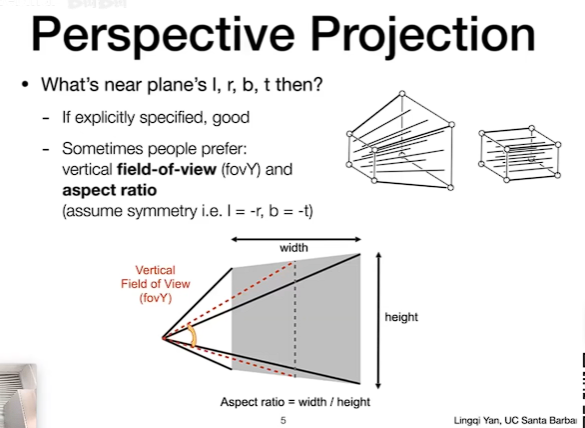 Perspective Projection
• What's near plane's l, r, b, t then?
- If explicitly specified, good
- Sometimes people prefer:
vertical field-of-view (fovY) and
aspect ratio
(assume symmetry i.e. l = -r, b = -t)
width
Vertical
Field of View
(fovY)
height
Aspect ratio = width / height
5
Lingqi Yan, UC Santa Barba